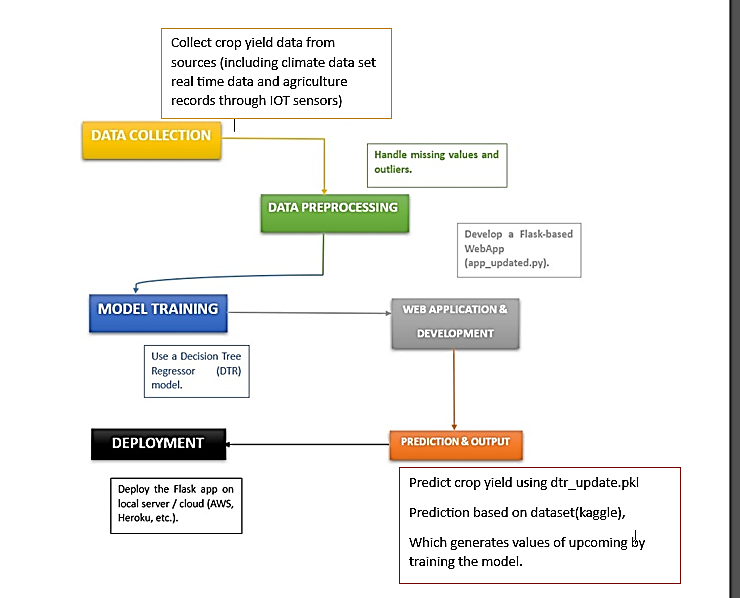 Collect crop yield data from
sources (including climate data set
real time data and agriculture
records through IOT sensors)
DATA COLLECTION
Handle missing values and
outliers.
DATA PREPROCESSING
Develop a Flask-based
WebApp
(app_updated.py).
MODEL TRAINING
WEB APPLICATION &
DEVELOPMENT
Use a Decision Tree
Regressor (DTR)
model.
DEPLOYMENT
PREDICTION & OUTPUT
Deploy the Flask app on
local server / cloud (AWS,
Heroku, etc.).
Predict crop yield using dtr_update.pkl
Prediction based on dataset(kaggle),
Which generates values of upcoming by
training the model.